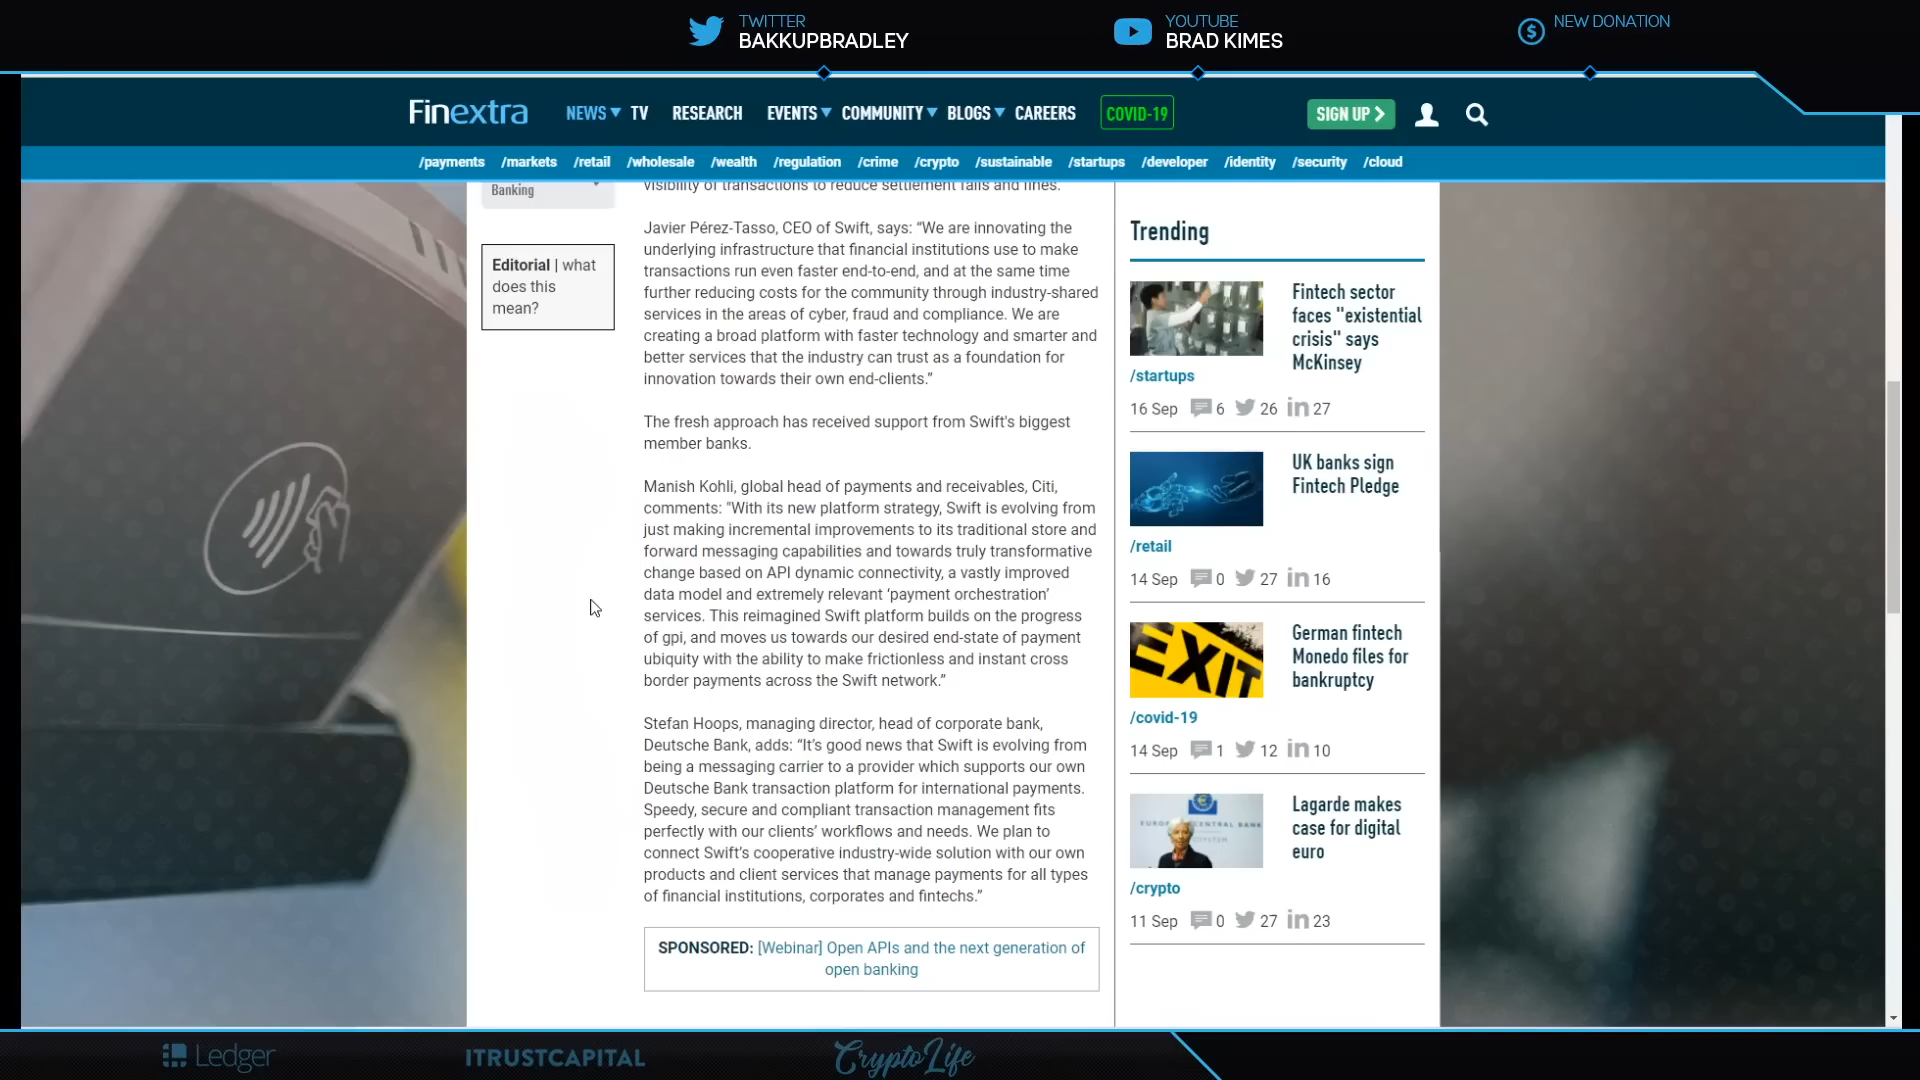 TWITTER
BAKKUPBRADLEY
YOUTUBE
BRAD KIMES
NEW DONATION
Finextra
NEWS TV RESEARCH EVENTS COMMUNITY BLOGS CAREERS COVID-19 SIGN UP
/payments /markets /retail /wholesale /wealth /regulation /crime /crypto /sustainable /startups /developer /identity /security /cloud
Banking
Editorial | what
does this
mean?
visibility of transactions to reduce settlement fails and fines.
Javier Pérez-Tasso, CEO of Swift, says: “We are innovating the
underlying infrastructure that financial institutions use to make
transactions run even faster end-to-end, and at the same time
further reducing costs for the community through industry-shared
services in the areas of cyber, fraud and compliance. We are
creating a broad platform with faster technology and smarter and
better services that the industry can trust as a foundation for
innovation towards their own end-clients.”
The fresh approach has received support from Swift's biggest
member banks.
Manish Kohli, global head of payments and receivables, Citi,
comments: "With its new platform strategy, Swift is evolving from
just making incremental improvements to its traditional store and
forward messaging capabilities and towards truly transformative
change based on API dynamic connectivity, a vastly improved
data model and extremely relevant ‘payment orchestration’
services. This reimagined Swift platform builds on the progress
of gpi, and moves us towards our desired end-state of payment
ubiquity with the ability to make frictionless and instant cross
border payments across the Swift network.”
Stefan Hoops, managing director, head of corporate bank,
Deutsche Bank, adds: “It’s good news that Swift is evolving from
being a messaging carrier to a provider which supports our own
Deutsche Bank transaction platform for international payments.
Speedy, secure and compliant transaction management fits
perfectly with our clients’ workflows and needs. We plan to
connect Swift’s cooperative industry-wide solution with our own
products and client services that manage payments for all types
of financial institutions, corporates and fintechs.”
SPONSORED: [Webinar] Open APIs and the next generation of
open banking
Trending
Fintech sector
faces "existential
crisis" says
McKinsey
/startups
16 Sep 6 26 27
UK banks sign
Fintech Pledge
/retail
14 Sep 0 27 16
EXIT
German fintech
Monedo files for
bankruptcy
/covid-19
14 Sep 1 12 10
Lagarde makes
case for digital
euro
/crypto
11 Sep 0 27 23
Ledger
ITRUSTCAPITAL
CryptoLife